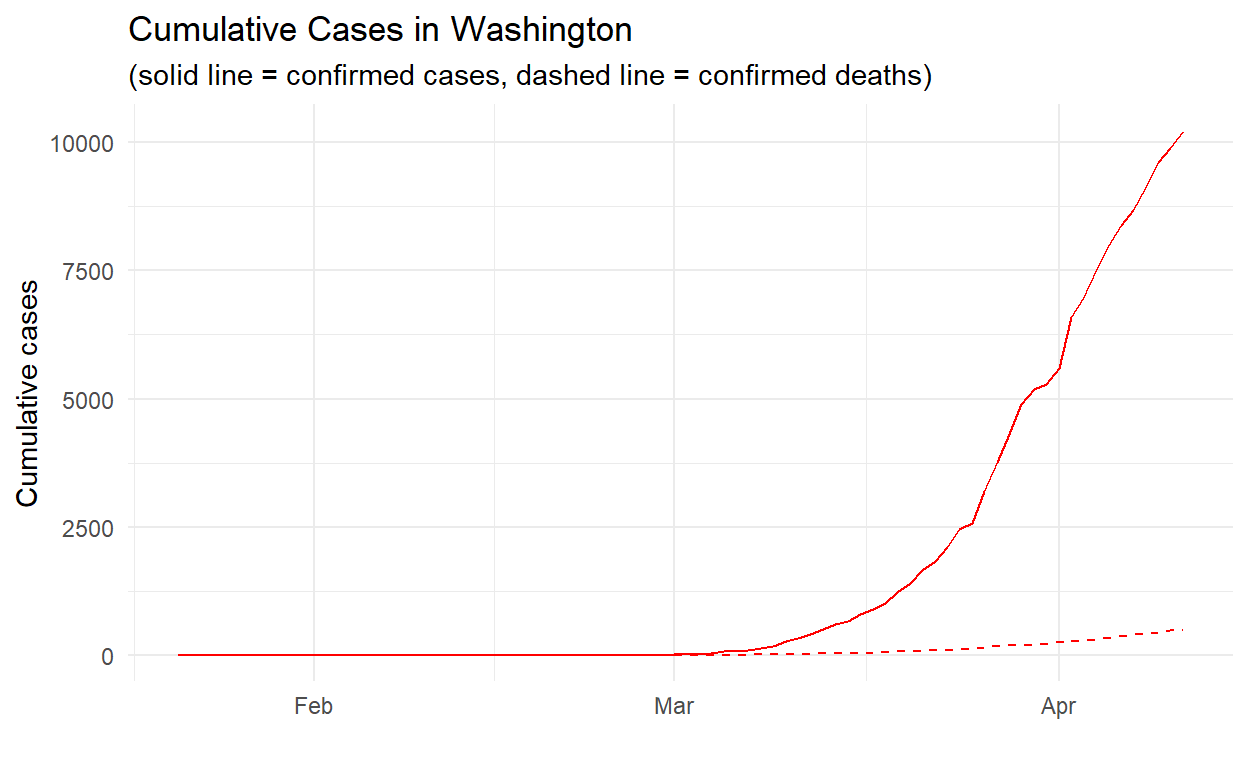 Cumulative Cases in Washington
(solid line = confirmed cases, dashed line = confirmed deaths)
Cumulative cases
10000
7500
5000
2500
0
Feb
Mar
Apr